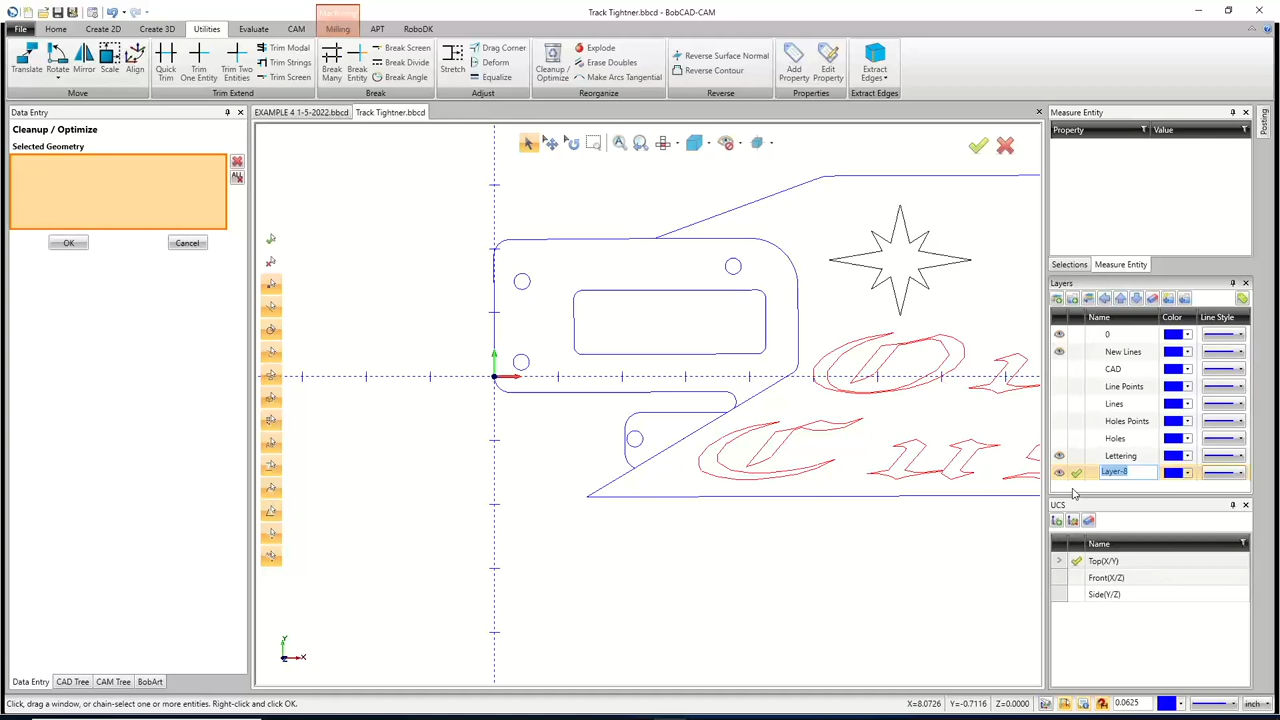 Track Tightner.bbcd - BobCAD-CAM
File Home Create 2D Create 3D Utilities Evaluate CAM Milling APT RoboDK
Translate Rotate Mirror Scale Align
Move
Quick Trim
Trim One Entity
Trim Two Entities
Trim Modal
Trim Strings
Trim Screen
Trim Extend
Break Many
Break Entity
Break Screen
Break Divide
Break Angle
Break
Stretch
Drag Corner
Deform
Equalize
Adjust
Cleanup / Optimize
Explode
Erase Doubles
Make Arcs Tangential
Reorganize
Reverse Surface Normal
Reverse Contour
Reverse
Add Property
Edit Property
Properties
Extract Edges
Extract Edges
Data Entry
Cleanup / Optimize
Selected Geometry
ALL
OK Cancel
EXAMPLE 4 1-5-2022.bbcd Track Tightner.bbcd
Y
X
Measure Entity
Property Value
Selections Measure Entity
Posting
Layers
Name Color Line Style
0
New Lines
CAD
Line Points
Lines
Holes Points
Holes
Lettering
Layer-8
UCS
Name
Top(X/Y)
Front(X/Z)
Side(Y/Z)
Data Entry CAD Tree CAM Tree BobArt
Click, drag a window, or chain-select one or more entities. Right-click and click OK.
X=8.0726 Y=-0.7116 Z=0.0000 0.0625 inch